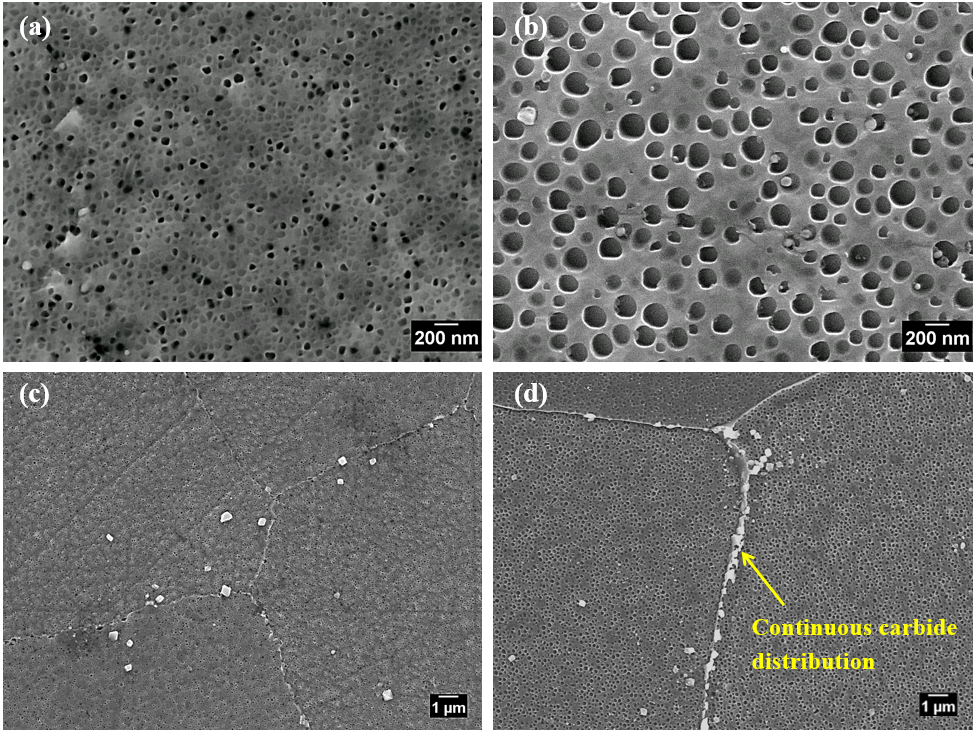 (a)
(b)
200 nm
200 nm
(c)
(d)
Continuous carbide
distribution
1 µm
1 µm